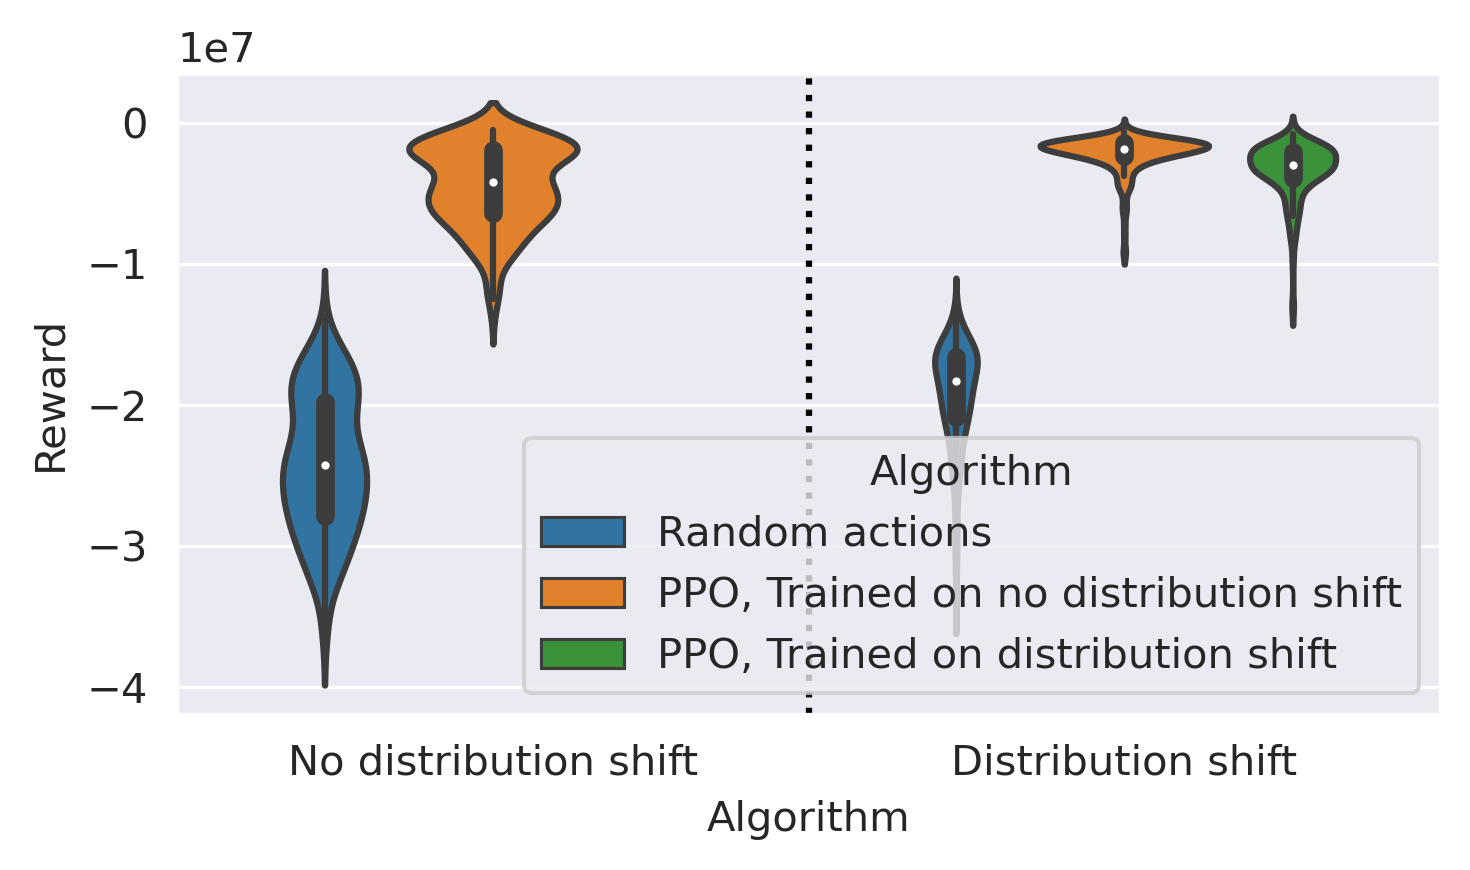 1e7
0
−1
−2
−3
−4
Reward
Algorithm
Random actions
PPO, Trained on no distribution shift
PPO, Trained on distribution shift
No distribution shift
Distribution shift
Algorithm